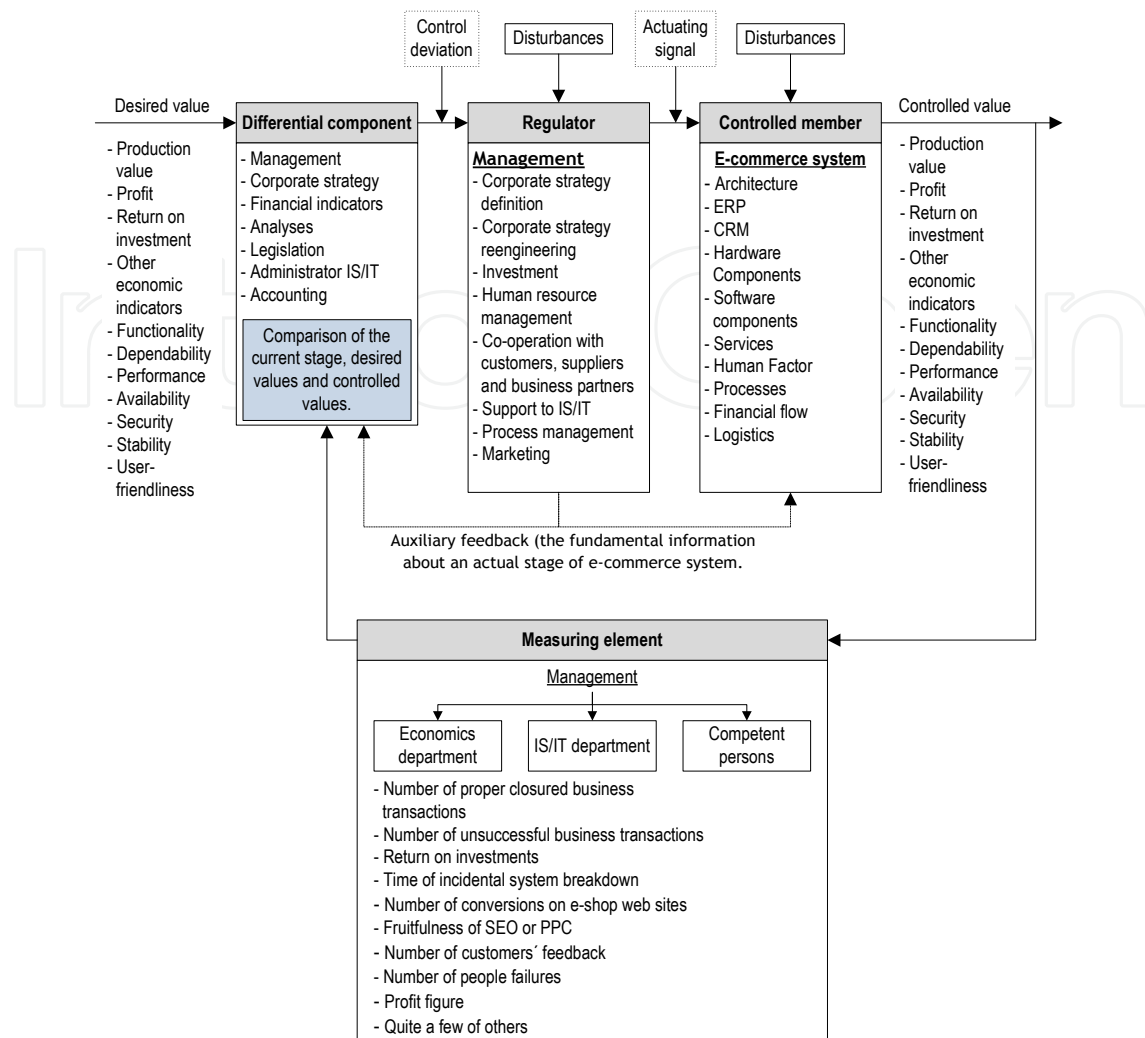 Control
deviation
Disturbances
Actuating
signal
Disturbances
Desired value
Differential component
Regulator
Controlled member
Controlled value
- Production
value
- Profit
- Return on
investment
- Other
economic
indicators
- Functionality
- Dependability
- Performance
- Availability
- Security
- Stability
- User-
friendliness
- Management
- Corporate strategy
- Financial indicators
- Analyses
- Legislation
- Administrator IS/IT
- Accounting
Comparison of the
current stage, desired
values and controlled
values.
Management
- Corporate strategy
definition
- Corporate strategy
reengineering
- Investment
- Human resource
management
- Co-operation with
customers, suppliers
and business partners
- Support to IS/IT
- Process management
- Marketing
E-commerce system
- Architecture
- ERP
- CRM
- Hardware
Components
- Software
components
- Services
- Human Factor
- Processes
- Financial flow
- Logistics
- Production
value
- Profit
- Return on
investment
- Other
economic
indicators
- Functionality
- Dependability
- Performance
- Availability
- Security
- Stability
- User-
friendliness
Auxiliary feedback (the fundamental information
about an actual stage of e-commerce system.
Measuring element
Management
Economics
department
IS/IT department
Competent
persons
- Number of proper closured business
transactions
- Number of unsuccessful business transactions
- Return on investments
- Time of incidental system breakdown
- Number of conversions on e-shop web sites
- Fruitfulness of SEO or PPC
- Number of customers´ feedback
- Number of people failures
- Profit figure
- Quite a few of others